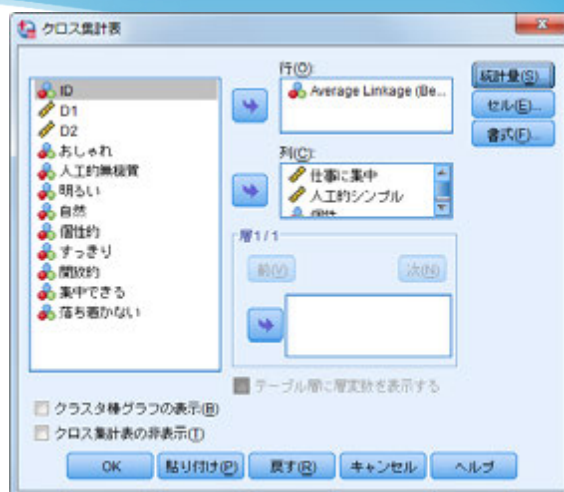 クロス集計表
ID
D1
D2
おしゃれ
人工的無機質
明るい
自然
個性的
すっきり
開放的
集中できる
落ち着かない
行(O):
Average Linkage (Be...
列(C):
仕事に集中
人工的シンプル
個性
層1/1
前(V)
次(N)
テーブル層に層変数を表示する
統計量(S)...
セル(E)...
書式(F)...
クラスタ棒グラフの表示(B)
クロス集計表の非表示(T)
OK
貼り付け(P)
戻す(R)
キャンセル
ヘルプ